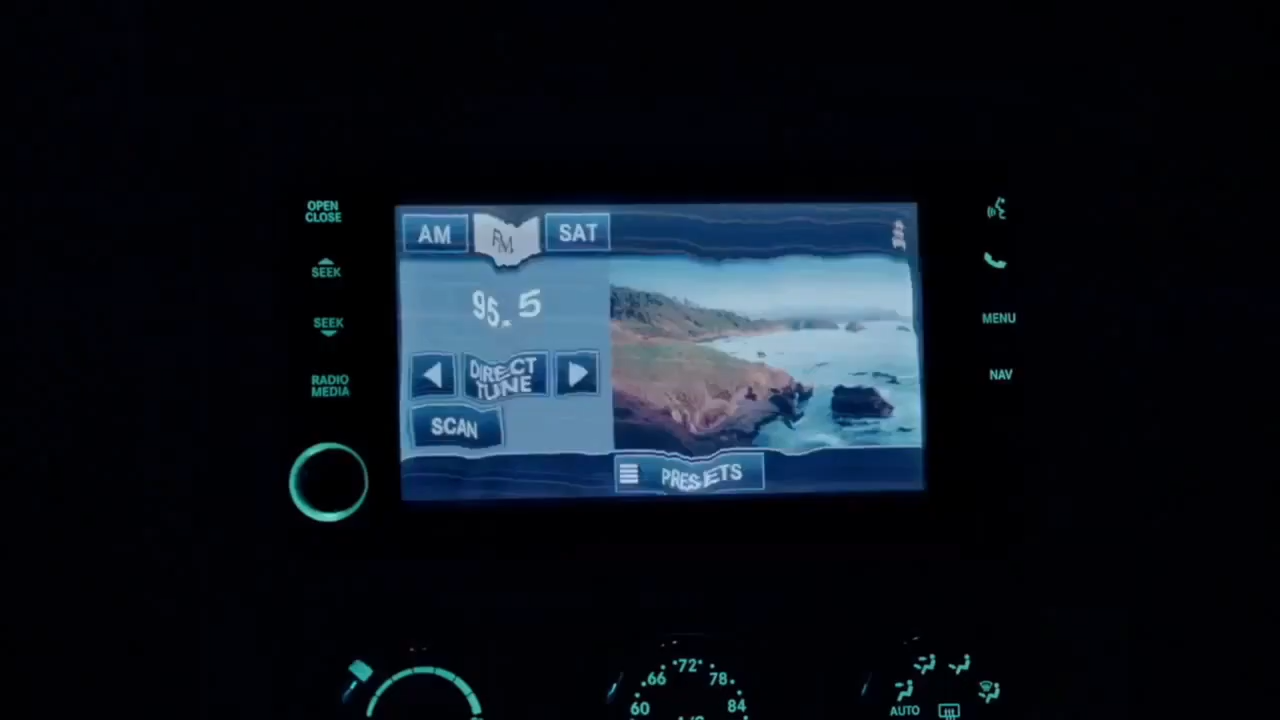 OPEN
CLOSE
SEEK
SEEK
RADIO
MEDIA
AM
FM
SAT
95.5
DIRECT
TUNE
SCAN
PRESETS
MENU
NAV
60
66
72
78
84
AUTO